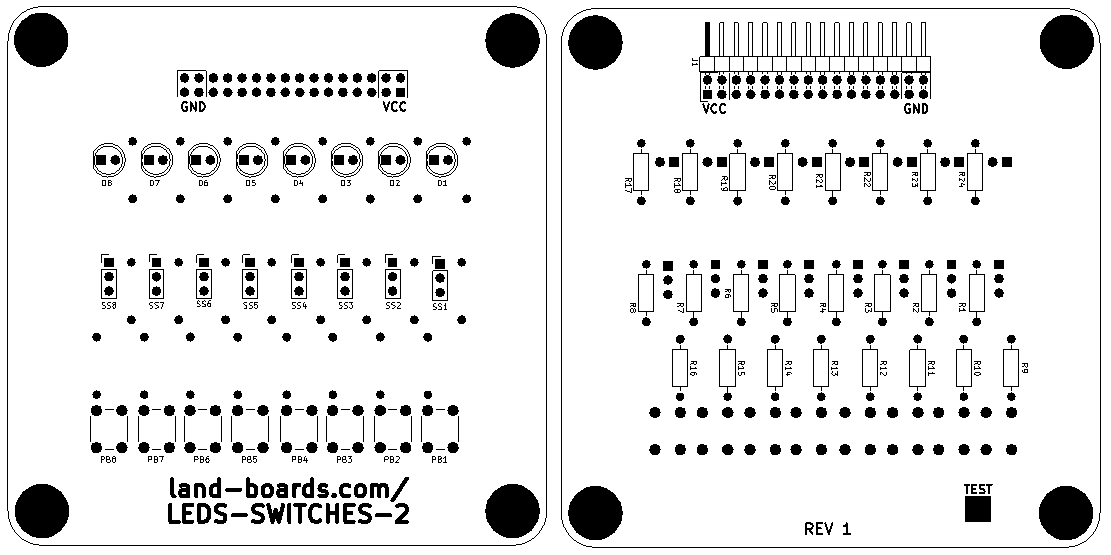 GND VCC
D8 D7 D6 D5 D4 D3 D2 D1
SS8 SS7 SS6 SS5 SS4 SS3 SS2 SS1
PB8 PB7 PB6 PB5 PB4 PB3 PB2 PB1
land-boards.com/
LEDS-SWITCHES-2
J1
VCC GND
R17 R18 R19 R20 R21 R22 R23 R24
R8 R7 R6 R5 R4 R3 R2 R1
R16 R15 R14 R13 R12 R11 R10 R9
TEST
REV 1